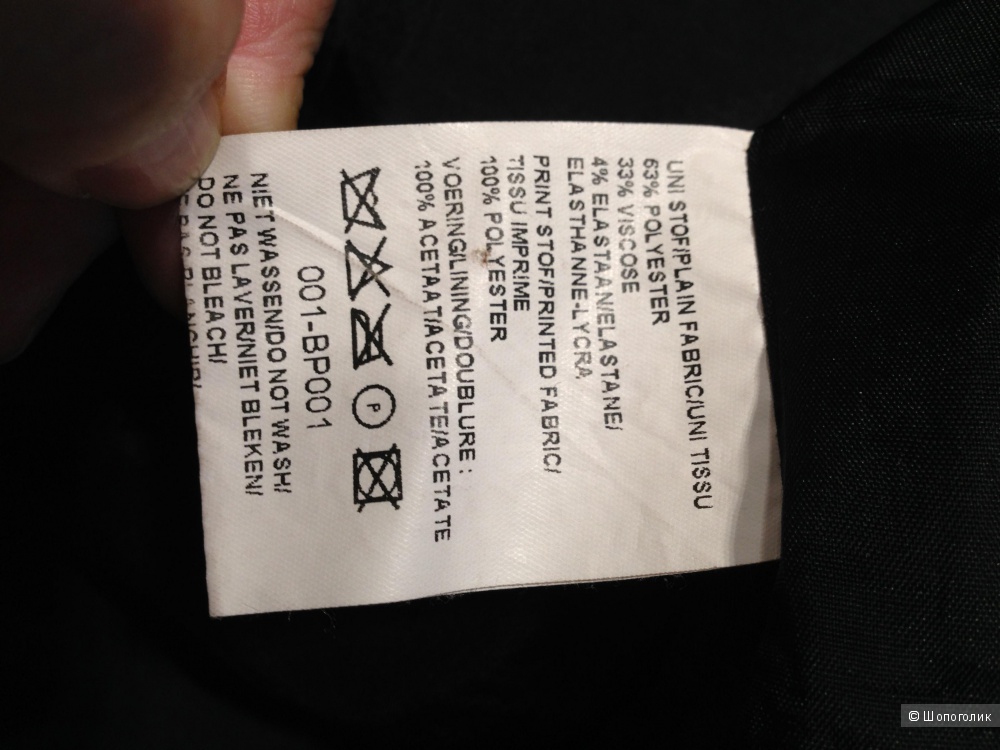 UNI STOF/PLAIN FABRIC/UNI TISSU
63% POLYESTER
33% VISCOSE
4% ELASTAAN/ELASTANE/
ELASTHANNE-LYCRA
PRINT STOF/PRINTED FABRIC/
TISSU IMPRIME
100% POLYESTER
VOERING/LINING/DOUBLURE :
100% ACETAAT/ACETATE/ACETATE
P
001-BP001
NIET WASSEN/DO NOT WASH/
NE PAS LAVER/NIET BLEKEN/
DO NOT BLEACH/
© Шопоголик